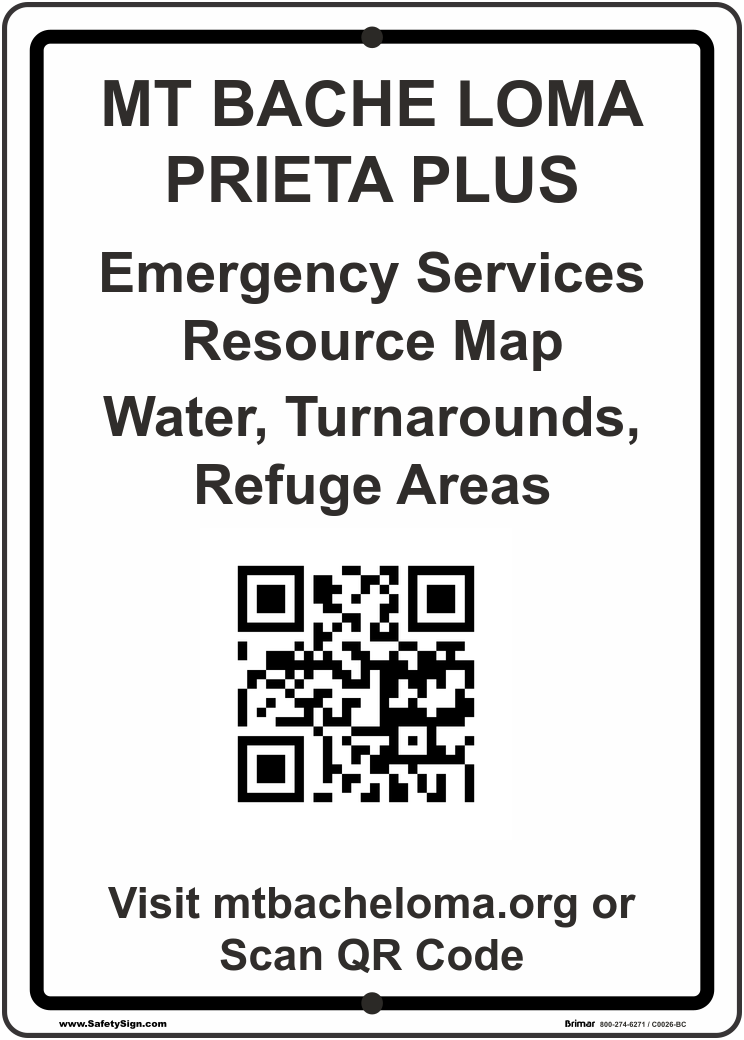 MT BACHE LOMA
PRIETA PLUS
Emergency Services
Resource Map
Water, Turnarounds,
Refuge Areas
Visit mtbacheloma.org or
Scan QR Code
www.SafetySign.com
Brimar 800-274-6271 / C0026-BC